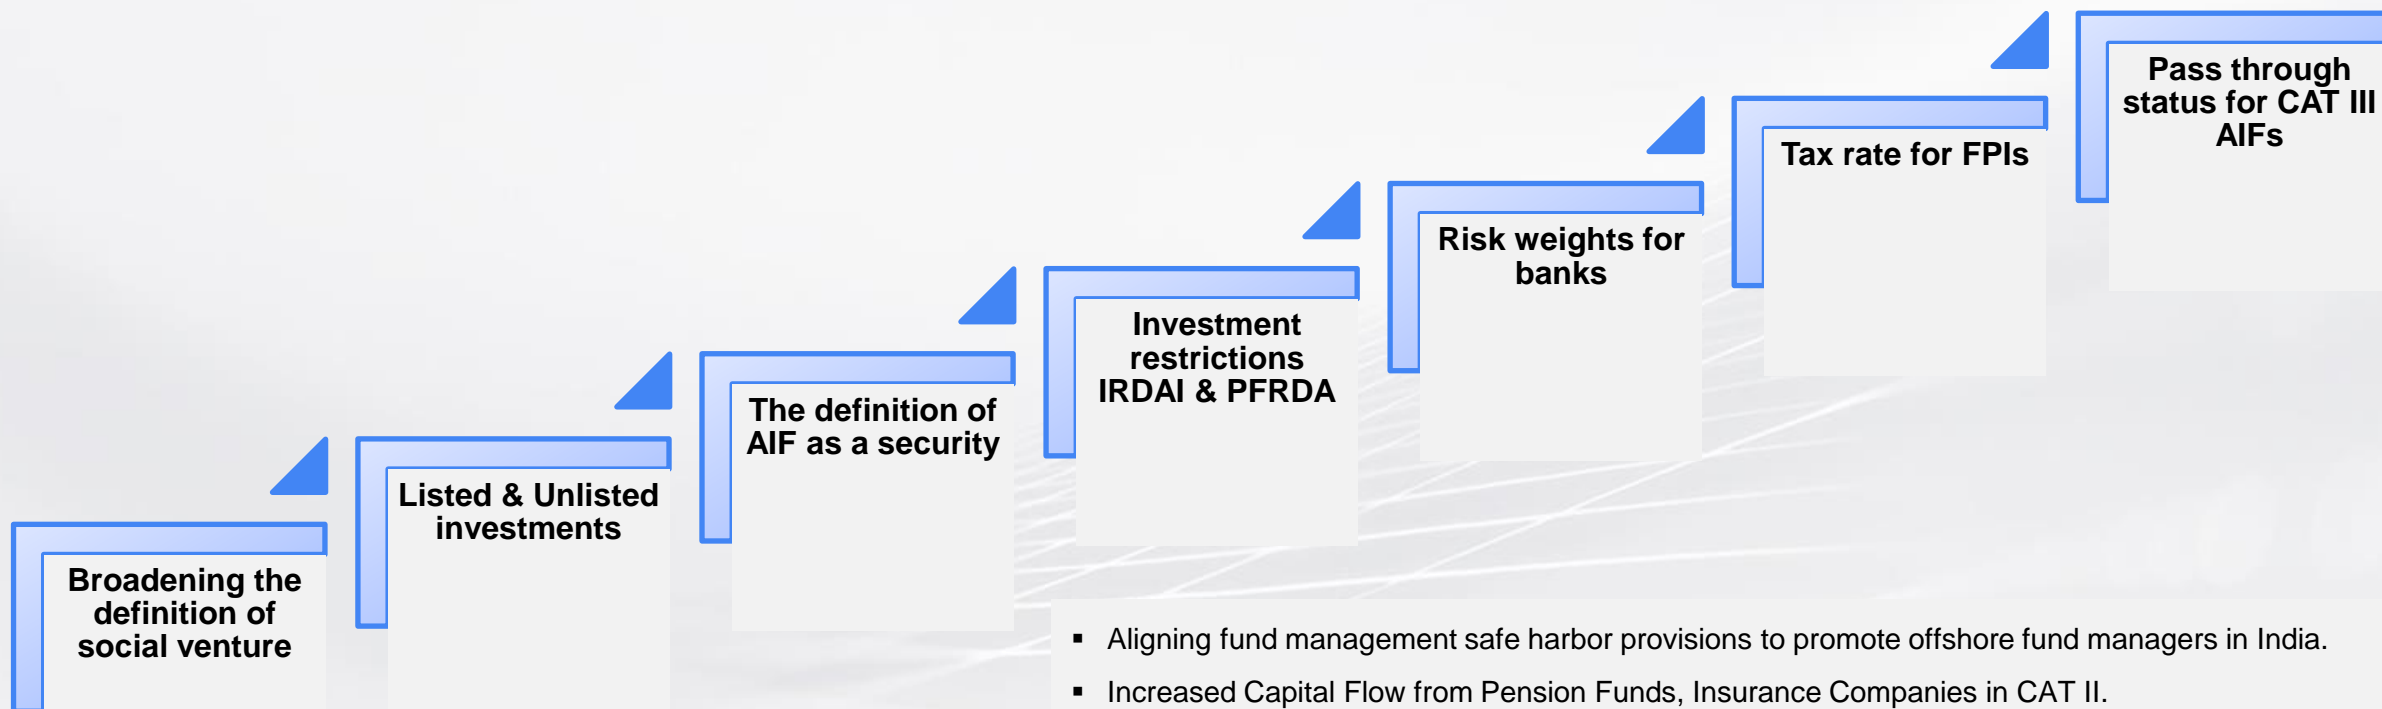 Broadening the
definition of
social venture
Listed & Unlisted
investments
The definition of
AIF as a security
Investment
restrictions
IRDAI & PFRDA
Risk weights for
banks
Tax rate for FPIs
Pass through
status for CAT III
AIFs
▪ Aligning fund management safe harbor provisions to promote offshore fund managers in India.
▪ Increased Capital Flow from Pension Funds, Insurance Companies in CAT II.